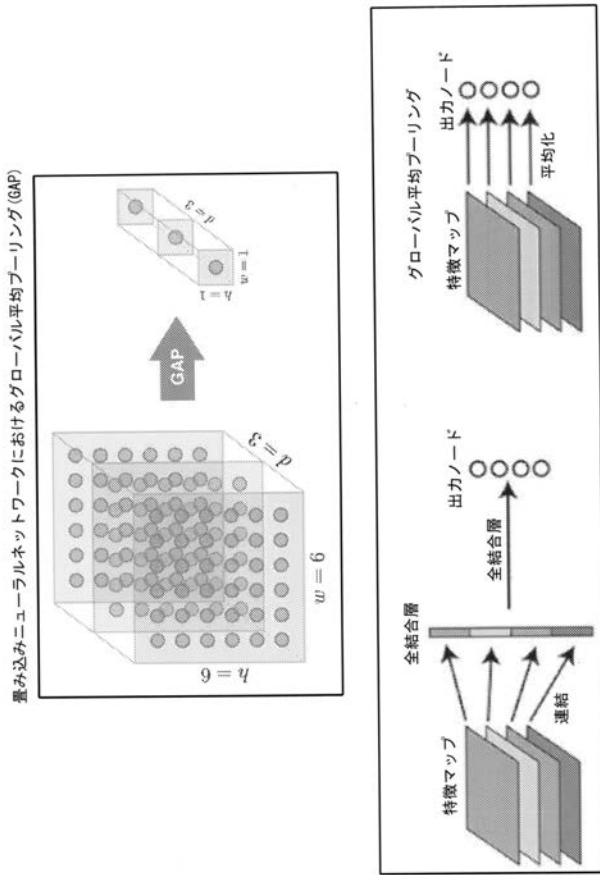 畳み込みニューラルネットワークにおけるグローバル平均プーリング(GAP)
h = 6
w = 6
d = 3
GAP
h = 1
w = 1
d = 3
特徴マップ
連結
全結合層
全結合層
出力ノード
グローバル平均プーリング
特徴マップ
平均化
出力ノード